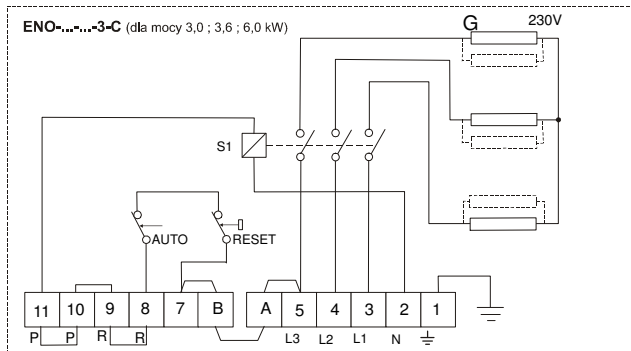 ENO-...-...-3-C (dla mocy 3,0 ; 3,6 ; 6,0 kW)
G 230V
S1
AUTO RESET
11 10 9 8 7 B A 5 4 3 2 1
P P R R L3 L2 L1 N